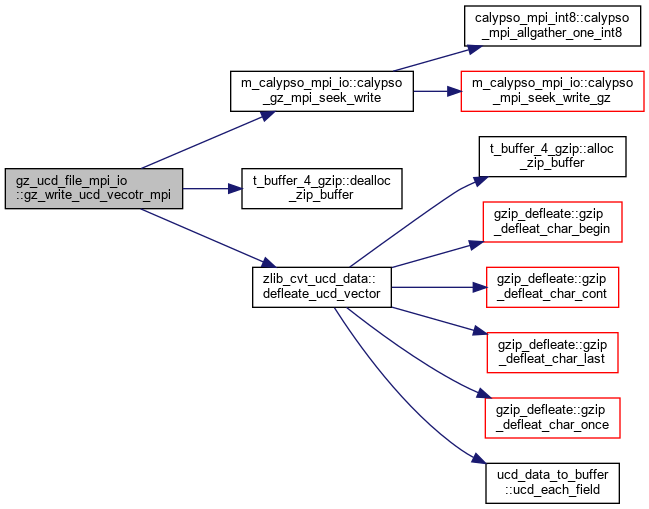 gz_ucd_file_mpi_io
::gz_write_ucd_vecotr_mpi
m_calypso_mpi_io::calypso
_gz_mpi_seek_write
t_buffer_4_gzip::dealloc
_zip_buffer
zlib_cvt_ucd_data::
defleate_ucd_vector
calypso_mpi_int8::calypso
_mpi_allgather_one_int8
m_calypso_mpi_io::calypso
_mpi_seek_write_gz
t_buffer_4_gzip::alloc
_zip_buffer
gzip_defleate::gzip
_defleat_char_begin
gzip_defleate::gzip
_defleat_char_cont
gzip_defleate::gzip
_defleat_char_last
gzip_defleate::gzip
_defleat_char_once
ucd_data_to_buffer
::ucd_each_field